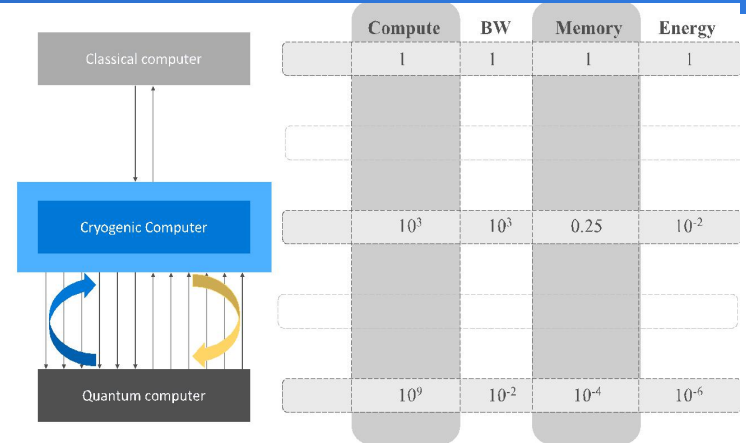 Compute BW Memory Energy
Classical computer 1 1 1 1
Cryogenic Computer 10³ 10³ 0.25 10⁻²
Quantum computer 10⁹ 10⁻² 10⁻⁴ 10⁻⁶